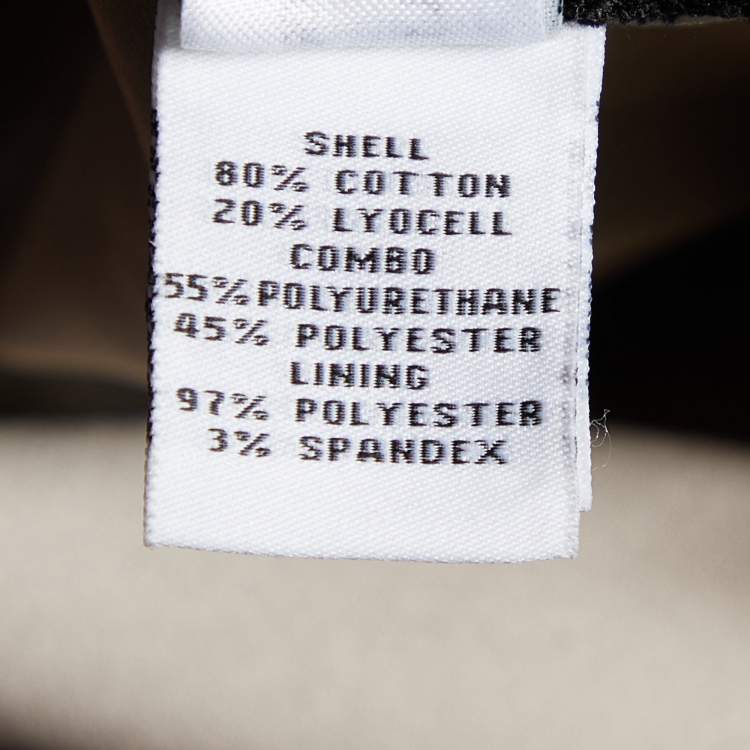 SHELL
80% COTTON
20% LYOCELL
COMBO
55% POLYURETHANE
45% POLYESTER
LINING
97% POLYESTER
3% SPANDEX